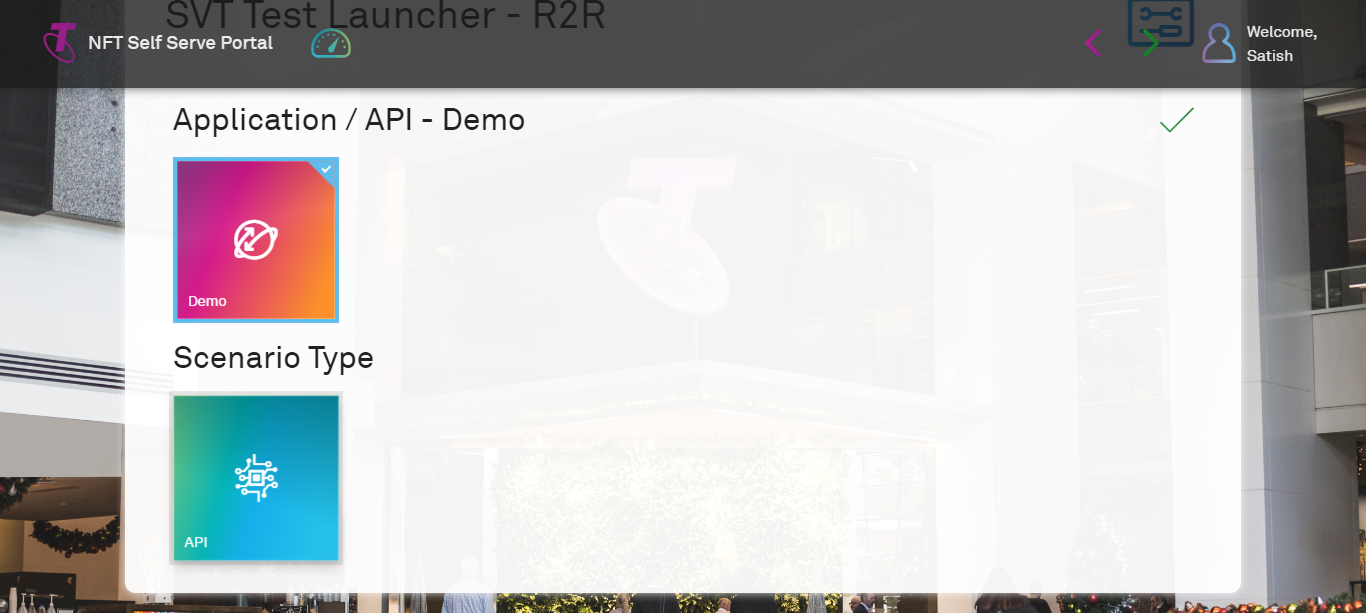 SVT Test Launcher - R2R
NFT Self Serve Portal
Welcome,
Satish
Application / API - Demo
Demo
Scenario Type
API